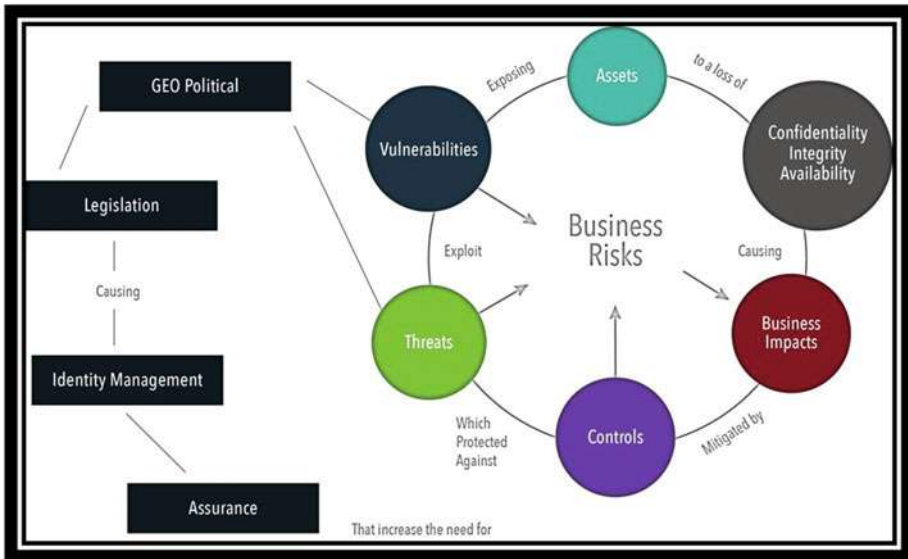 GEO Political
Legislation
Causing
Identity Management
Assurance
That increase the need for
Vulnerabilities
Exposing
Assets
to a loss of
Confidentiality
Integrity
Availability
Causing
Business
Impacts
Mitigated by
Controls
Which
Protected
Against
Threats
Exploit
Business
Risks